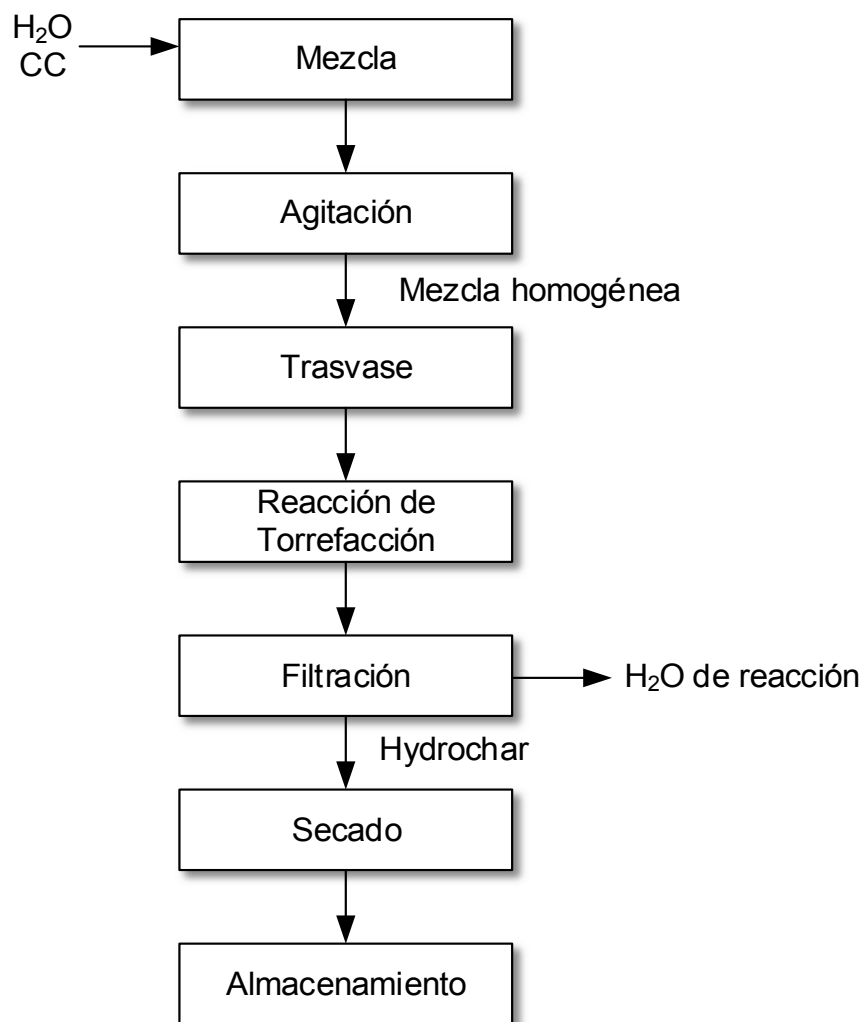 H₂O
CC
Mezcla
Agitación
Mezcla homogénea
Trasvase
Reacción de
Torrefacción
Filtración
H₂O de reacción
Hydrochar
Secado
Almacenamiento